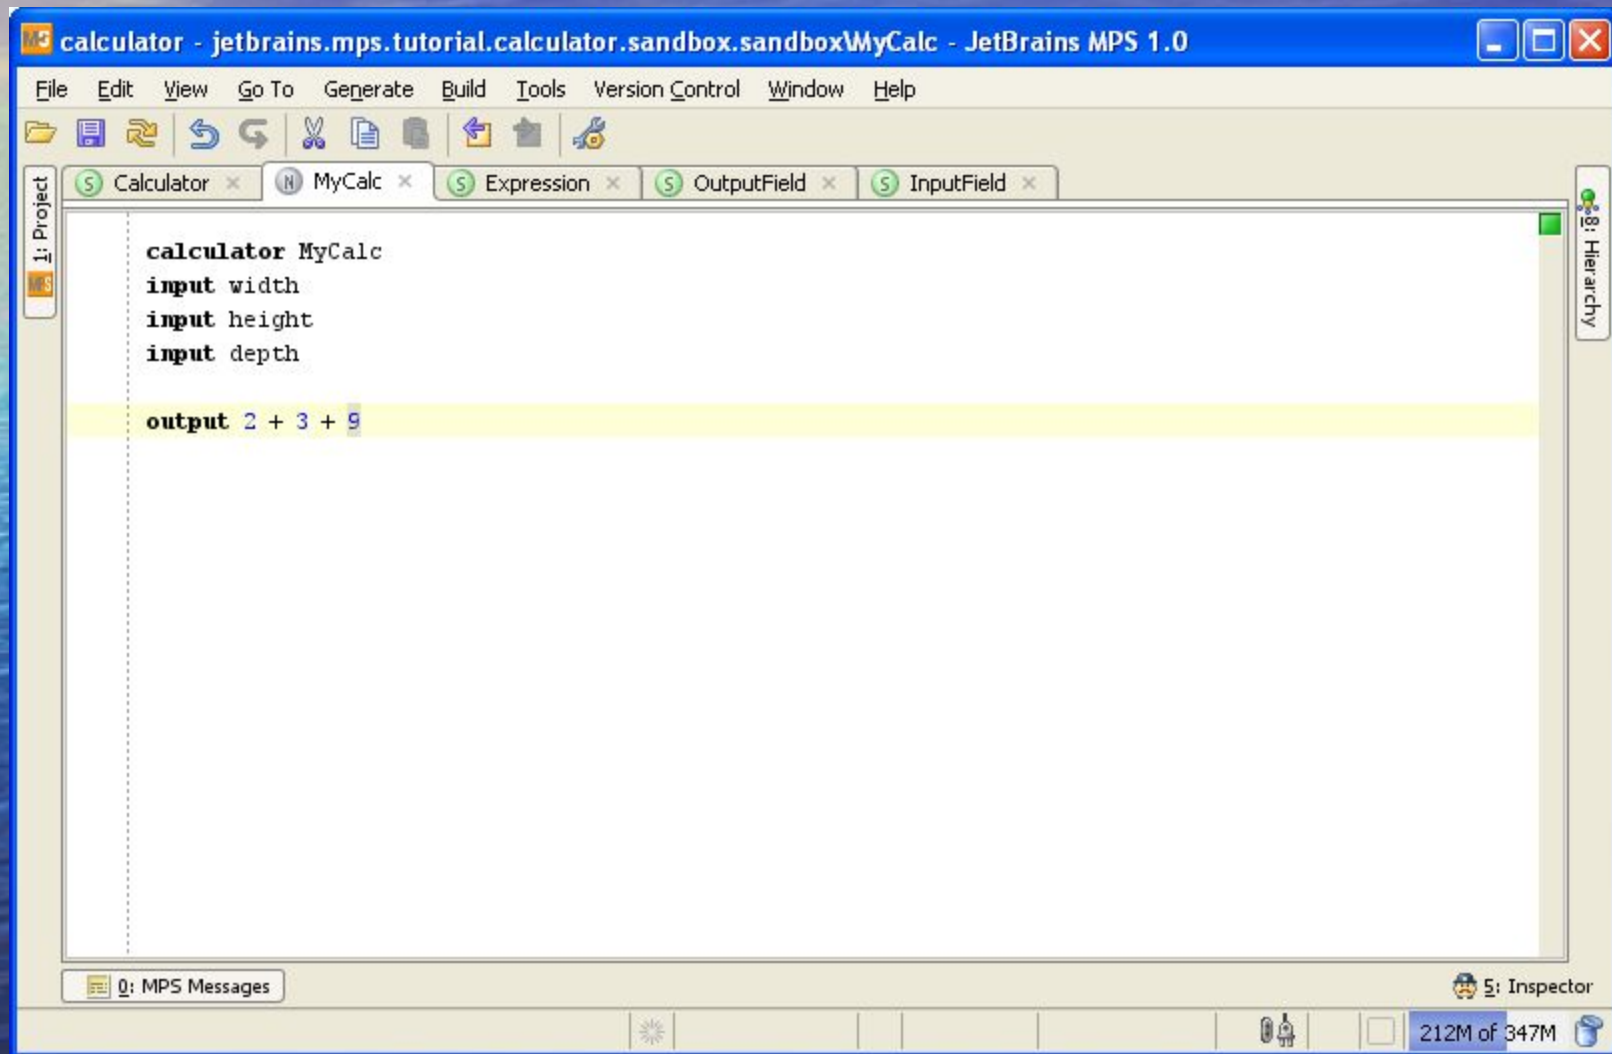 calculator - jetbrains.mps.tutorial.calculator.sandbox.sandbox\MyCalc - JetBrains MPS 1.0
File Edit View Go To Generate Build Tools Version Control Window Help
1: Project
Calculator MyCalc Expression OutputField InputField
8: Hierarchy
calculator MyCalc
input width
input height
input depth
output 2 + 3 + 9
0: MPS Messages
5: Inspector
212M of 347M